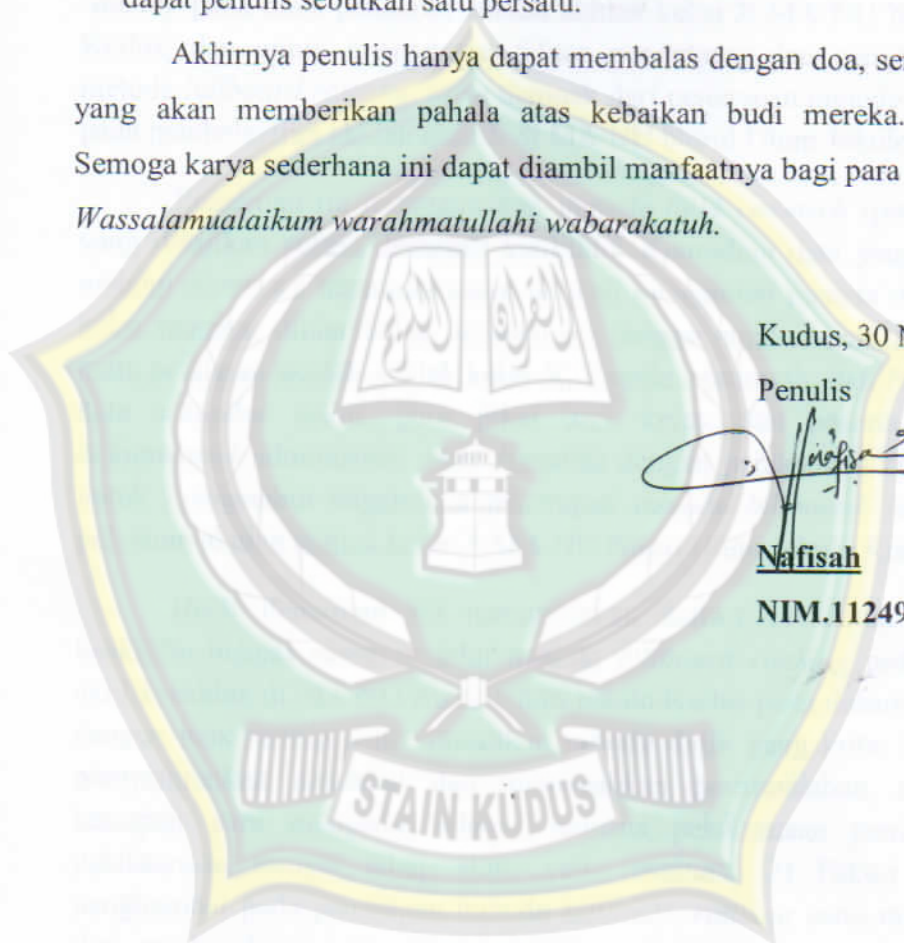 dapat penulis sebutkan satu persatu.
Akhirnya penulis hanya dapat membalas dengan doa,
yang akan memberikan pahala atas kebaikan budi mereka.
Semoga karya sederhana ini dapat diambil manfaatnya bagi para
Wassalamualaikum warahmatullahi wabarakatuh.
Kudus, 30
Penulis
Nafisah
NIM.11249
STAIN KUDUS